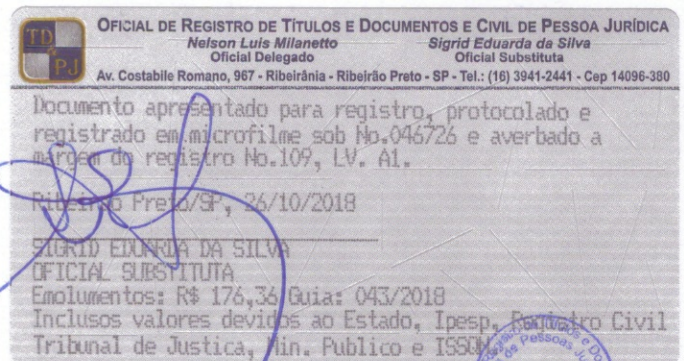 TD & PJ
OFICIAL DE REGISTRO DE TÍTULOS E DOCUMENTOS E CIVIL DE PESSOA JURÍDICA
Nelson Luis Milanetto Sigrid Eduarda da Silva
Oficial Delegado Oficial Substituta
Av. Costabile Romano, 967 - Ribeirânia - Ribeirão Preto - SP - Tel.: (16) 3941-2441 - Cep 14096-380
Documento apresentado para registro, protocolado e
registrado em microfilme sob No.046726 e averbado a
margem do registro No.109, LV. A1.
Ribeirao Preto/SP, 26/10/2018
SIGRID EDUARDA DA SILVA
OFICIAL SUBSTITUTA
Emolumentos: R$ 176,36 Guia: 043/2018
Inclusos valores devidos ao Estado, Ipesp, Registro Civil
Tribunal de Justica, Min. Publico e ISSQN